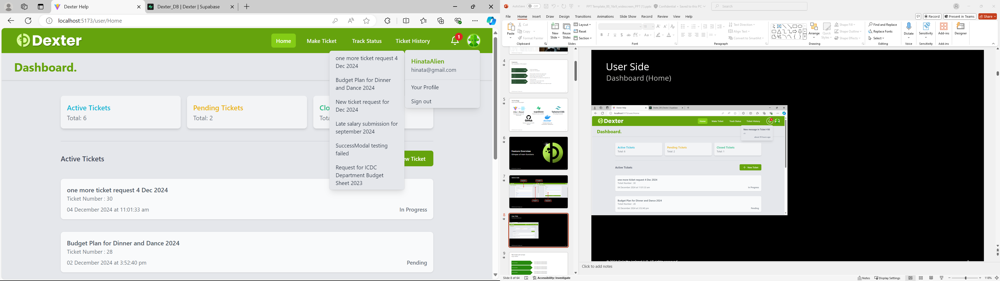 Dexter Help
Dexter_DB | Dexter | Supabase
localhost:5173/user/Home
Dexter
Home
Make Ticket
Track Status
Ticket History
1
Dashboard.
one more ticket request 4
Dec 2024
Budget Plan for Dinner
and Dance 2024
New ticket request for
Dec 2024
Late salary submission for
september 2024
SuccessModal testing
failed
Request for ICDC
Department Budget
Sheet 2023
HinataAlien
hinata@gmail.com
Your Profile
Sign out
Active Tickets
Total: 6
Pending Tickets
Total: 2
Clo
Tota
Active Tickets
ew Ticket
one more ticket request 4 Dec 2024
Ticket Number : 30
04 December 2024 at 11:01:33 am
In Progress
Budget Plan for Dinner and Dance 2024
Ticket Number : 28
02 December 2024 at 3:52:40 pm
Pending
AutoSave Off
PPT Template_00_16x9_widescreen_PPT (1).pptx
Confidential • Saved to this PC
Search
File
Home
Insert
Draw
Design
Transitions
Animations
Slide Show
Record
Review
View
Help
Record
Present in Teams
Share
Paste
Cut
Copy
Format Painter
Clipboard
New
Slide
Reuse
Slides
Layout
Reset
Section
Slides
18
Font
Text Direction
Align Text
Convert to SmartArt
Paragraph
Arrange
Quick
Styles
Shape Fill
Shape Outline
Shape Effects
Drawing
Find and Replace
Replace Fonts
Select
Editing
Dictate
Voice
Sensitivity
Sensitivity
Add-ins
Add-ins
Designer
4
Features
5
Technology
Vite + React
supabase
Tailwind CSS
GitHub
docker
6
Feature Overview
Glimpse of main functions
7
Admin Side
8
User Side
9
User Side
Dashboard (Home)
Dexter Help
Dexter_DB | Dexter | Supabase
localhost:5173/user/Home
Dexter
Home
Make Ticket
Track Status
Ticket History
Dashboard.
New message in Ticket #30
ok
about 19 hours ago
Active Tickets
Total: 6
Pending Tickets
Total: 2
Closed Tickets
Total: 1
Active Tickets
New Ticket
one more ticket request 4 Dec 2024
Ticket Number : 30
04 December 2024 at 11:01:33 am
In Progress
Budget Plan for Dinner and Dance 2024
Ticket Number : 28
02 December 2024 at 3:52:40 pm
Pending
© 2024 Deloitte Ireland LLP. All rights reserved.
Click to add notes
Slide 8 of 64
Accessibility: Investigate
Notes
Display Settings
118%